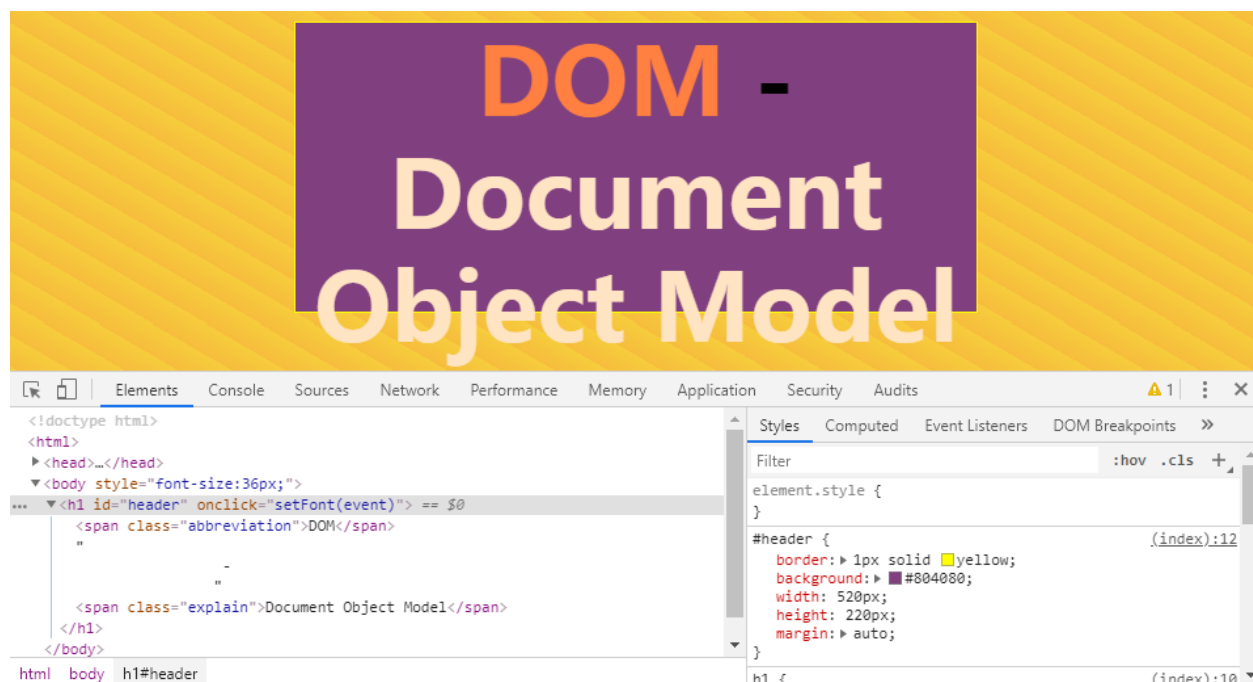 DOM -
Document
Object Model
Elements Console Sources Network Performance Memory Application Security Audits 1
<!doctype html>
<html>
<head>…</head>
<body style="font-size:36px;">
<h1 id="header" onclick="setFont(event)"> == $0
<span class="abbreviation">DOM</span>
"
-
"
<span class="explain">Document Object Model</span>
</h1>
</body>
html body h1#header
Styles Computed Event Listeners DOM Breakpoints »
Filter :hov .cls +
element.style {
}
#header { (index):12
border: 1px solid yellow;
background: #804080;
width: 520px;
height: 220px;
margin: auto;
}
h1 { (index):10